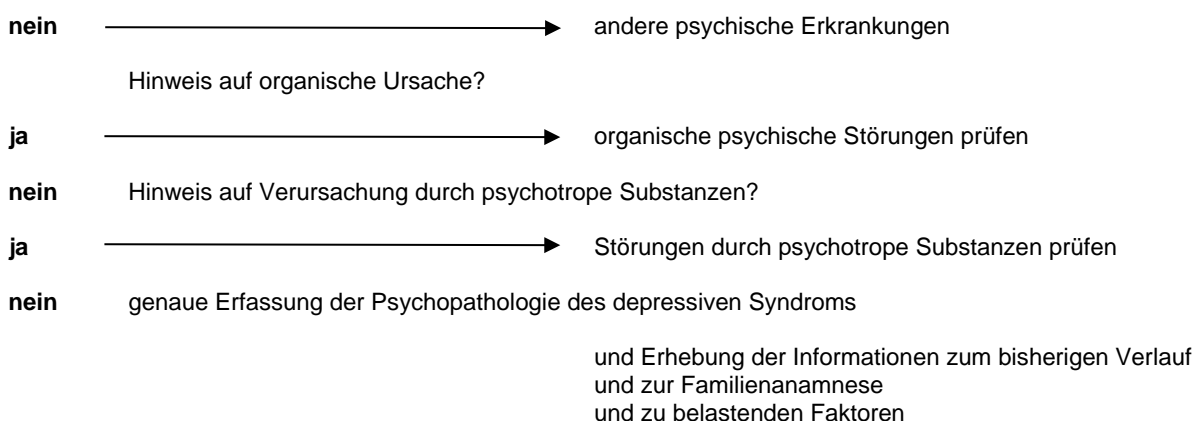 nein andere psychische Erkrankungen
Hinweis auf organische Ursache?
ja organische psychische Störungen prüfen
nein Hinweis auf Verursachung durch psychotrope Substanzen?
ja Störungen durch psychotrope Substanzen prüfen
nein genaue Erfassung der Psychopathologie des depressiven Syndroms
und Erhebung der Informationen zum bisherigen Verlauf
und zur Familienanamnese
und zu belastenden Faktoren